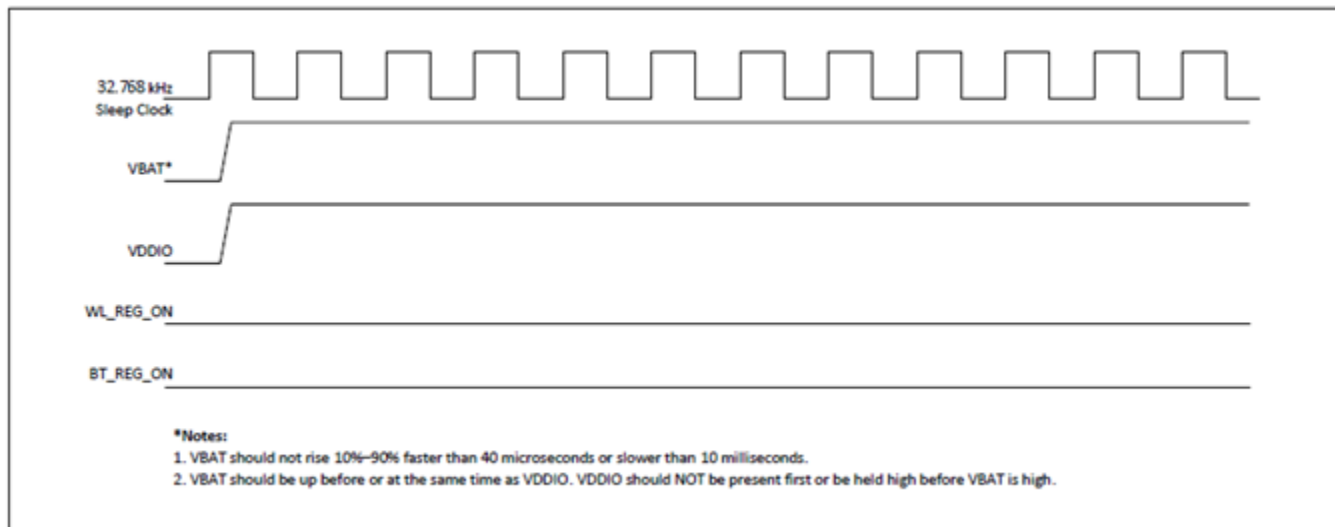 32.768 kHz
Sleep Clock
VBAT*
VDDIO
WL_REG_ON
BT_REG_ON
*Notes:
1. VBAT should not rise 10%–90% faster than 40 microseconds or slower than 10 milliseconds.
2. VBAT should be up before or at the same time as VDDIO. VDDIO should NOT be present first or be held high before VBAT is high.